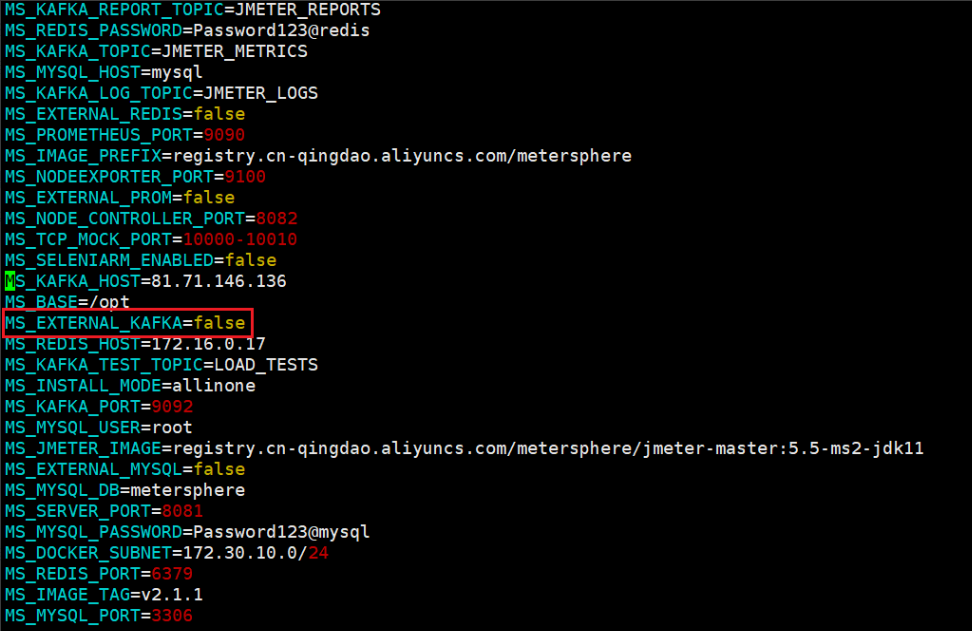 MS_KAFKA_REPORT_TOPIC=JMETER_REPORTS
MS_REDIS_PASSWORD=Password123@redis
MS_KAFKA_TOPIC=JMETER_METRICS
MS_MYSQL_HOST=mysql
MS_KAFKA_LOG_TOPIC=JMETER_LOGS
MS_EXTERNAL_REDIS=false
MS_PROMETHEUS_PORT=9090
MS_IMAGE_PREFIX=registry.cn-qingdao.aliyuncs.com/metersphere
MS_NODEEXPORTER_PORT=9100
MS_EXTERNAL_PROM=false
MS_NODE_CONTROLLER_PORT=8082
MS_TCP_MOCK_PORT=10000-10010
MS_SELENIARM_ENABLED=false
MS_KAFKA_HOST=81.71.146.136
MS_BASE=/opt
MS_EXTERNAL_KAFKA=false
MS_REDIS_HOST=172.16.0.17
MS_KAFKA_TEST_TOPIC=LOAD_TESTS
MS_INSTALL_MODE=allinone
MS_KAFKA_PORT=9092
MS_MYSQL_USER=root
MS_JMETER_IMAGE=registry.cn-qingdao.aliyuncs.com/metersphere/jmeter-master:5.5-ms2-jdk11
MS_EXTERNAL_MYSQL=false
MS_MYSQL_DB=metersphere
MS_SERVER_PORT=8081
MS_MYSQL_PASSWORD=Password123@mysql
MS_DOCKER_SUBNET=172.30.10.0/24
MS_REDIS_PORT=6379
MS_IMAGE_TAG=v2.1.1
MS_MYSQL_PORT=3306